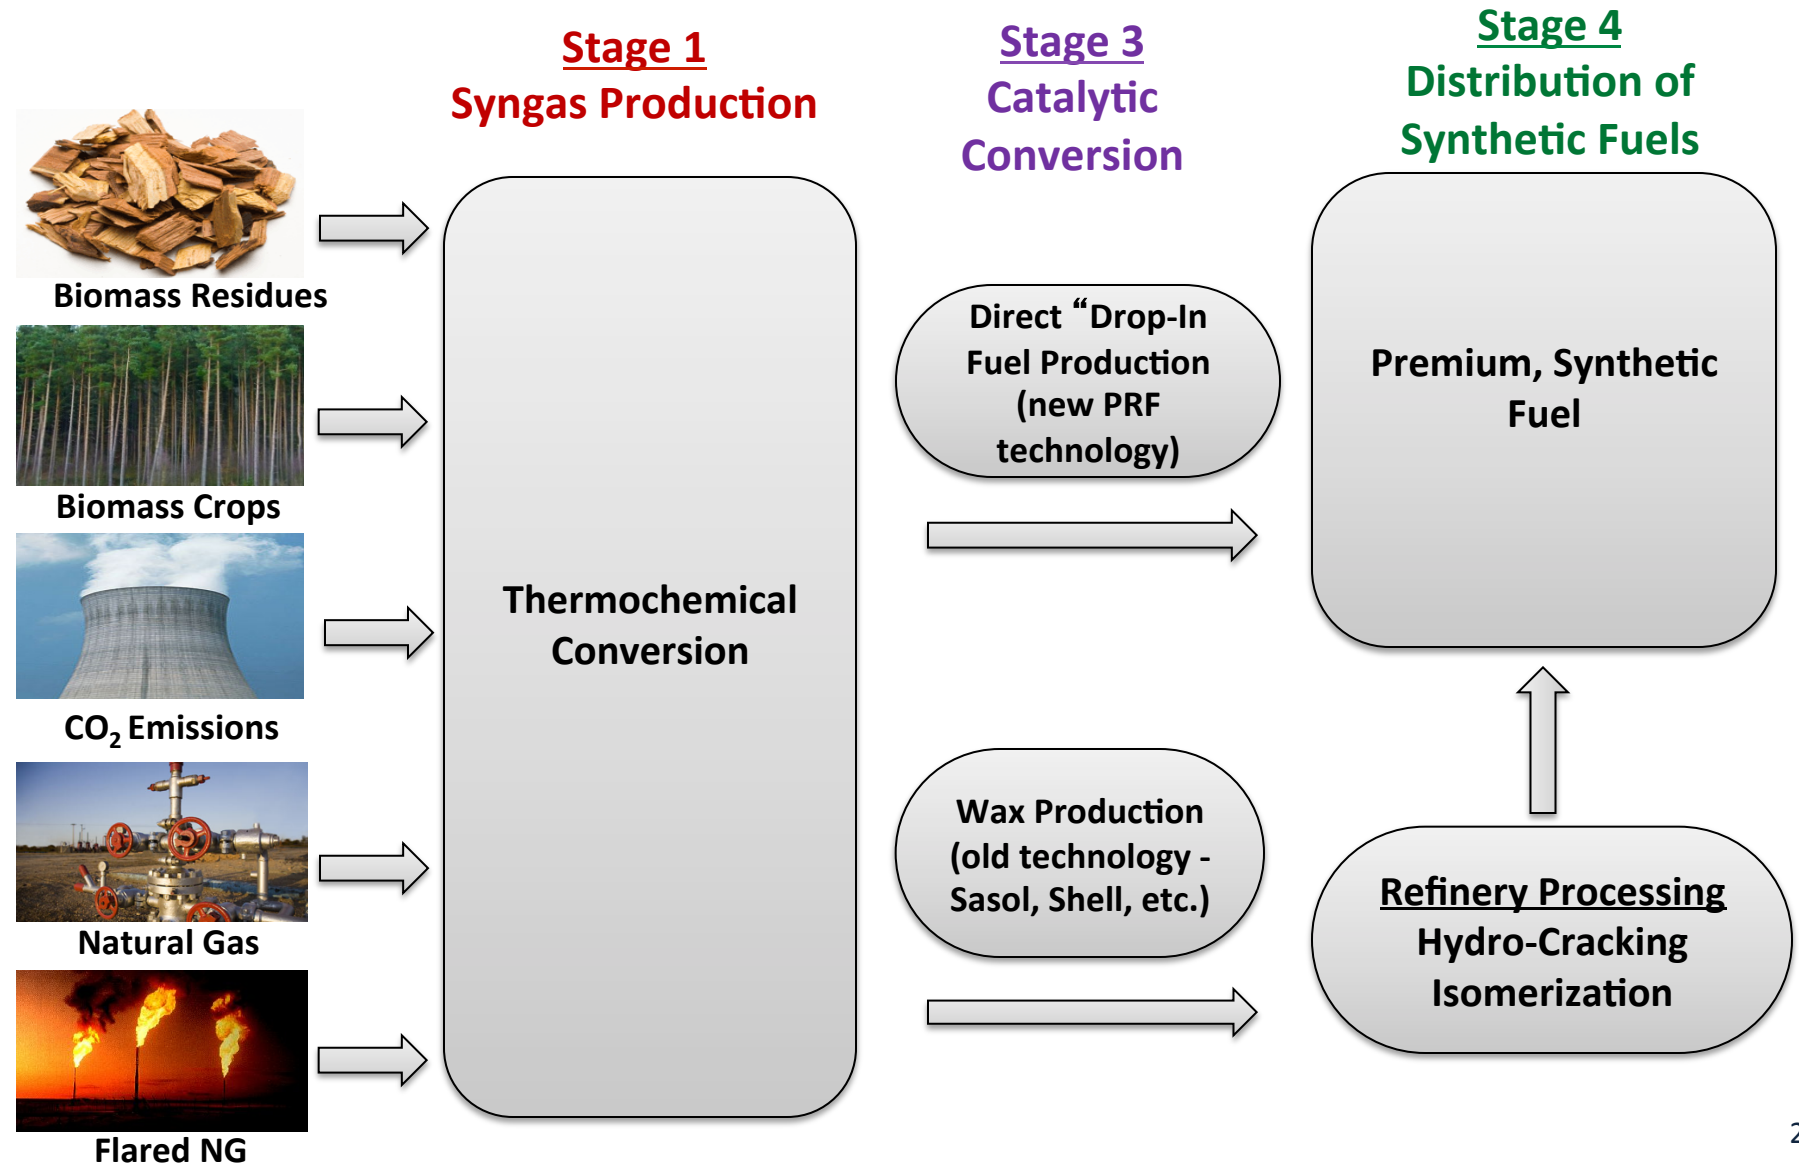 Stage 1
Syngas Production
Stage 3
Catalytic
Conversion
Stage 4
Distribution of
Synthetic Fuels
Biomass Residues
Biomass Crops
CO₂ Emissions
Natural Gas
Flared NG
Thermochemical
Conversion
Direct “Drop-In
Fuel Production
(new PRF
technology)
Wax Production
(old technology -
Sasol, Shell, etc.)
Premium, Synthetic
Fuel
Refinery Processing
Hydro-Cracking
Isomerization
2